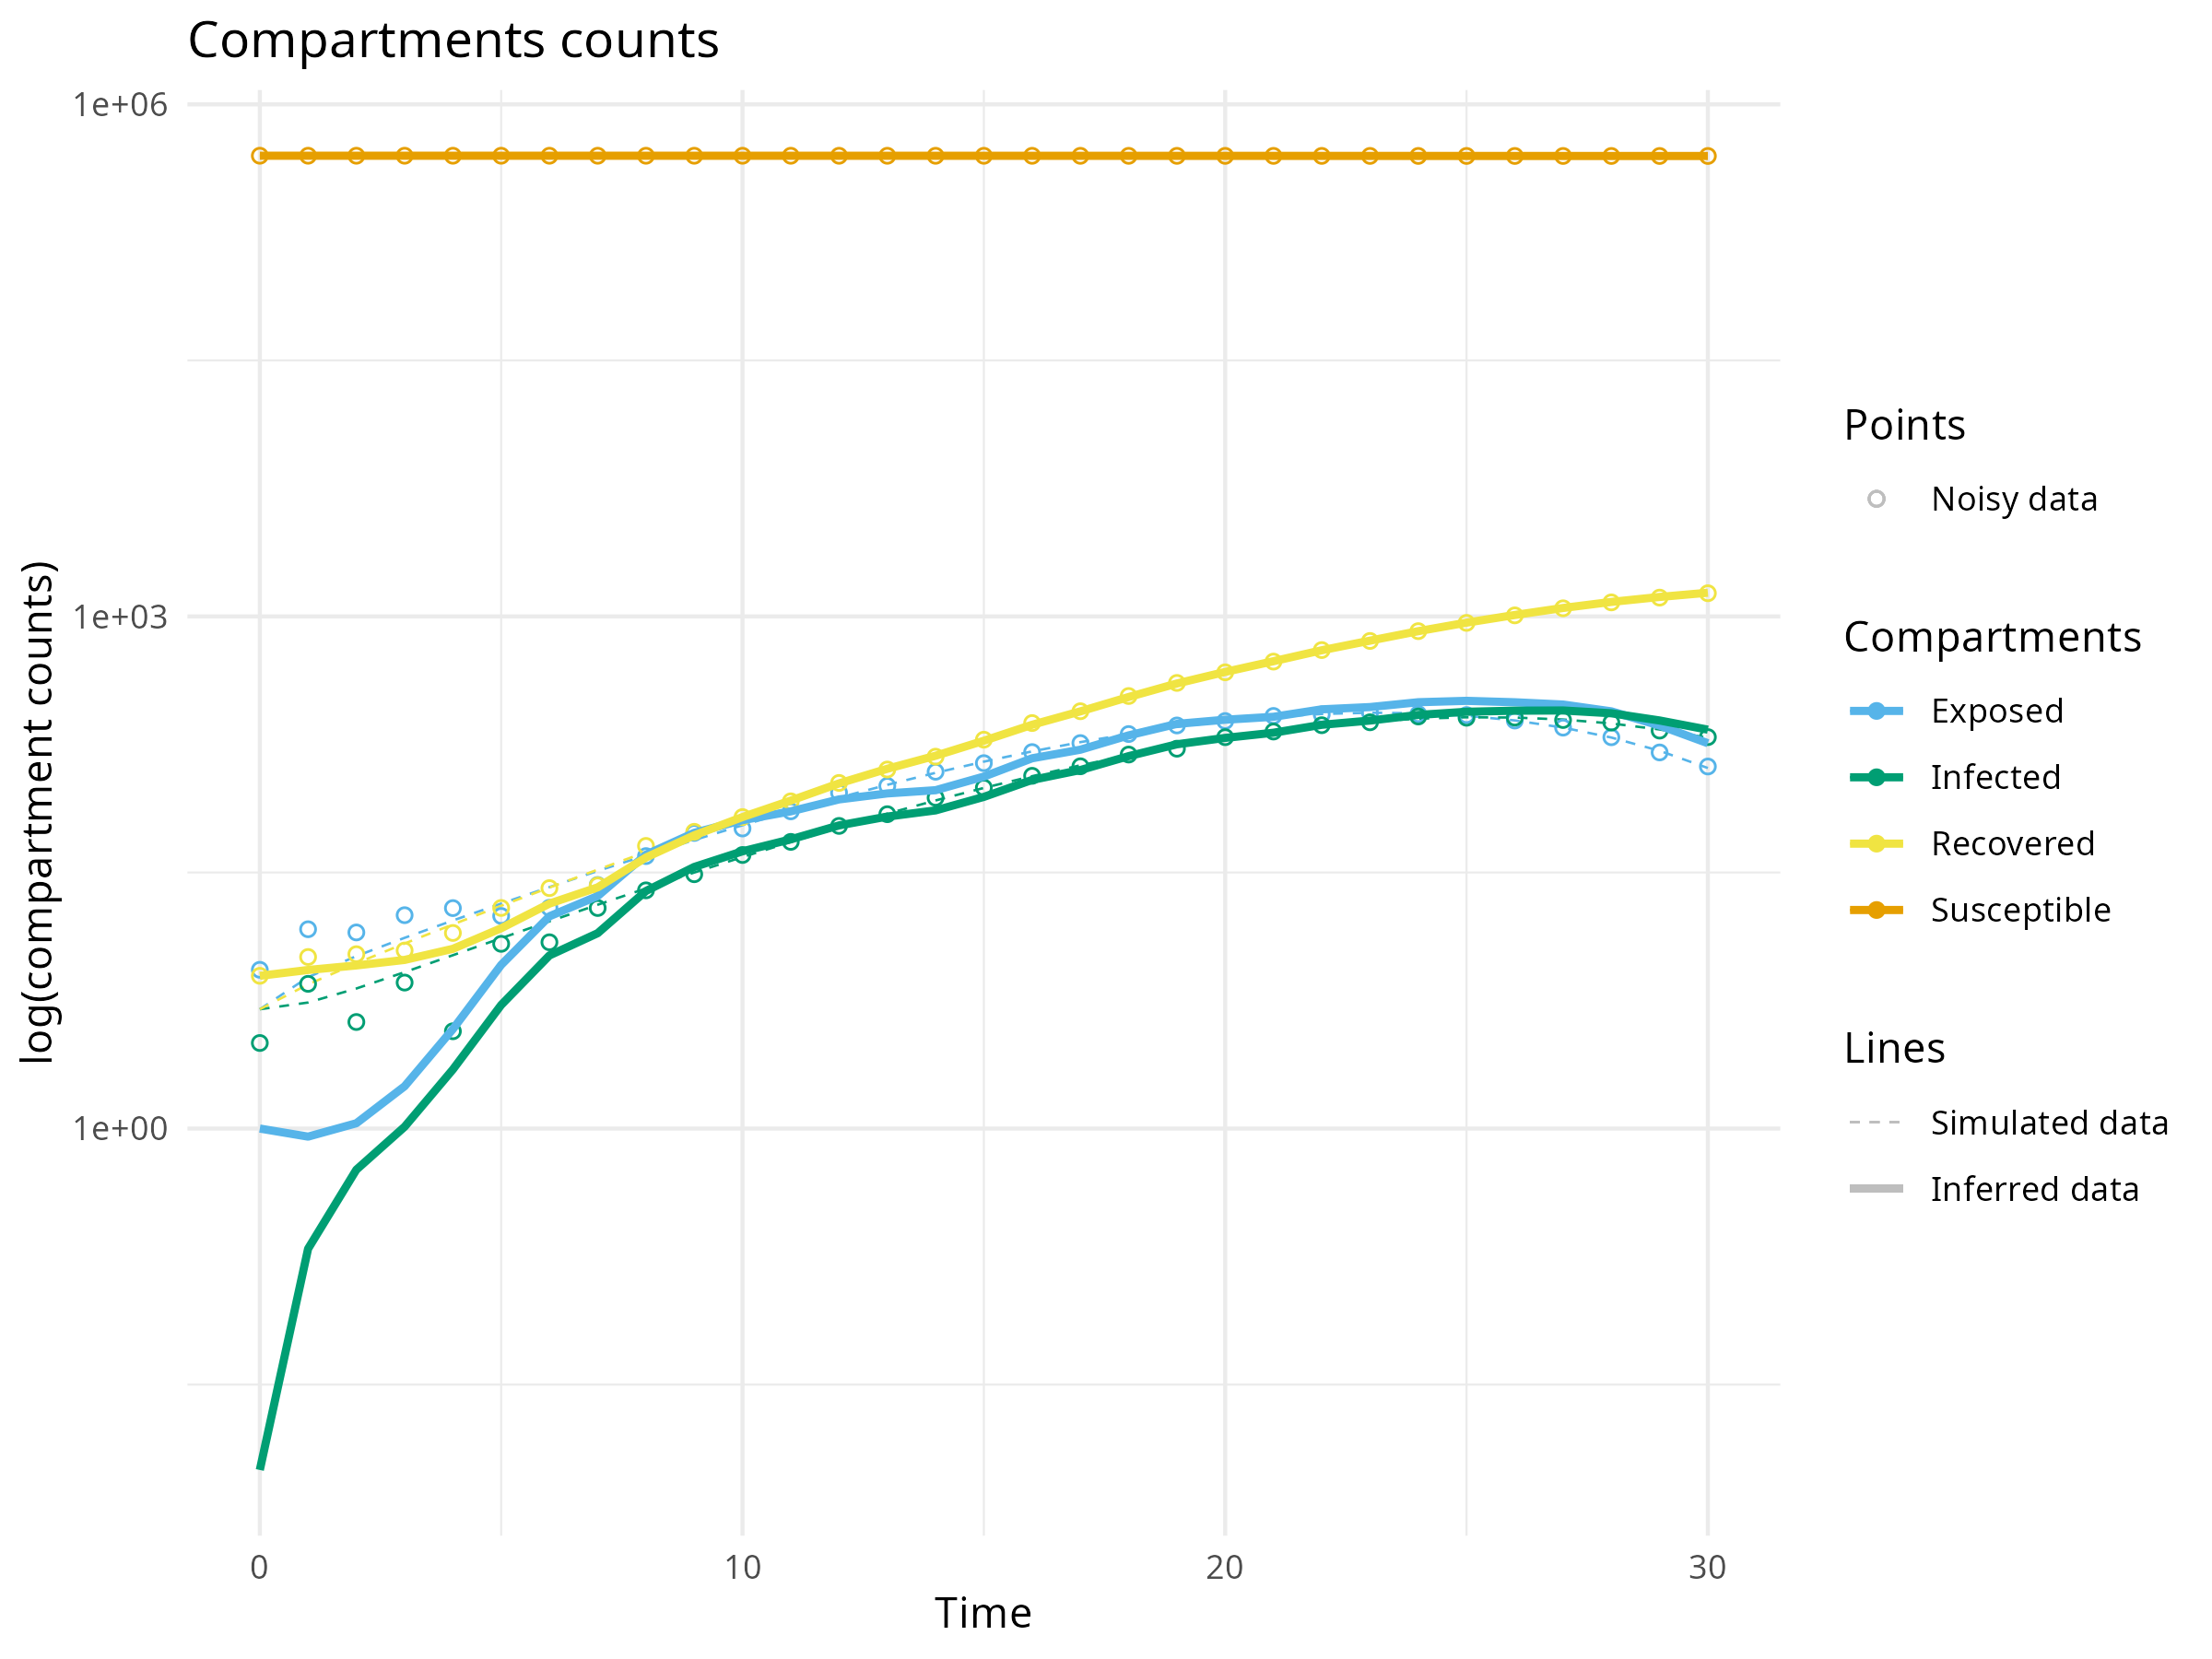 Compartments counts
1e+06
1e+03
1e+00
log(compartment counts)
0
10
20
30
Time
Points
Noisy data
Compartments
Exposed
Infected
Recovered
Susceptible
Lines
Simulated data
Inferred data